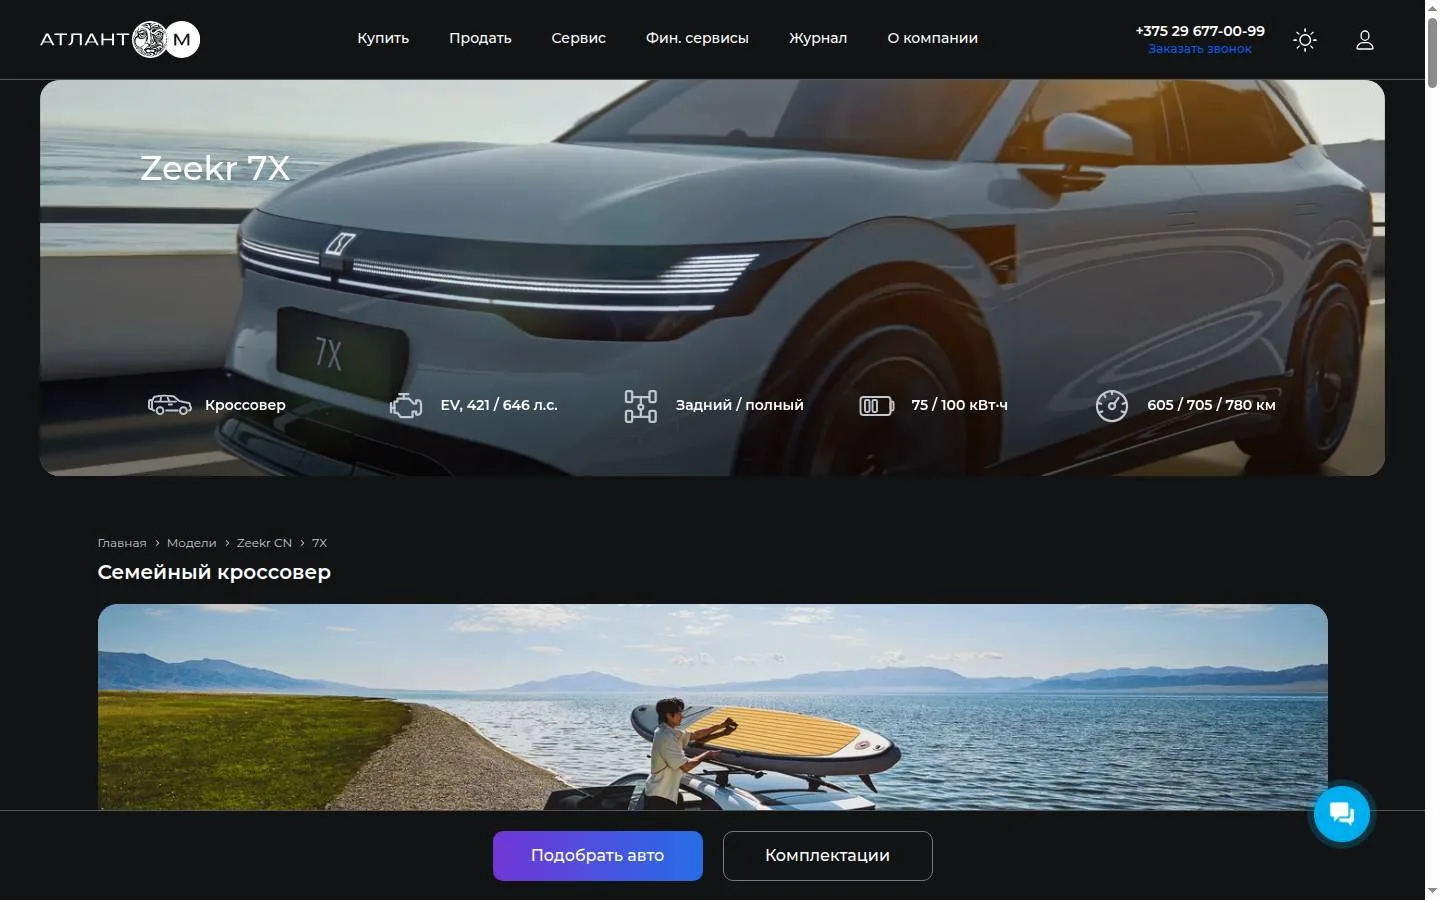 АТЛАНТ М
Купить
Продать
Сервис
Фин. сервисы
Журнал
О компании
+375 29 677-00-99
Заказать звонок
Zeekr 7X
7X
Кроссовер
EV, 421 / 646 л.с.
Задний / полный
75 / 100 кВт·ч
605 / 705 / 780 км
Главная > Модели > Zeekr CN > 7X
Семейный кроссовер
Подобрать авто
Комплектации